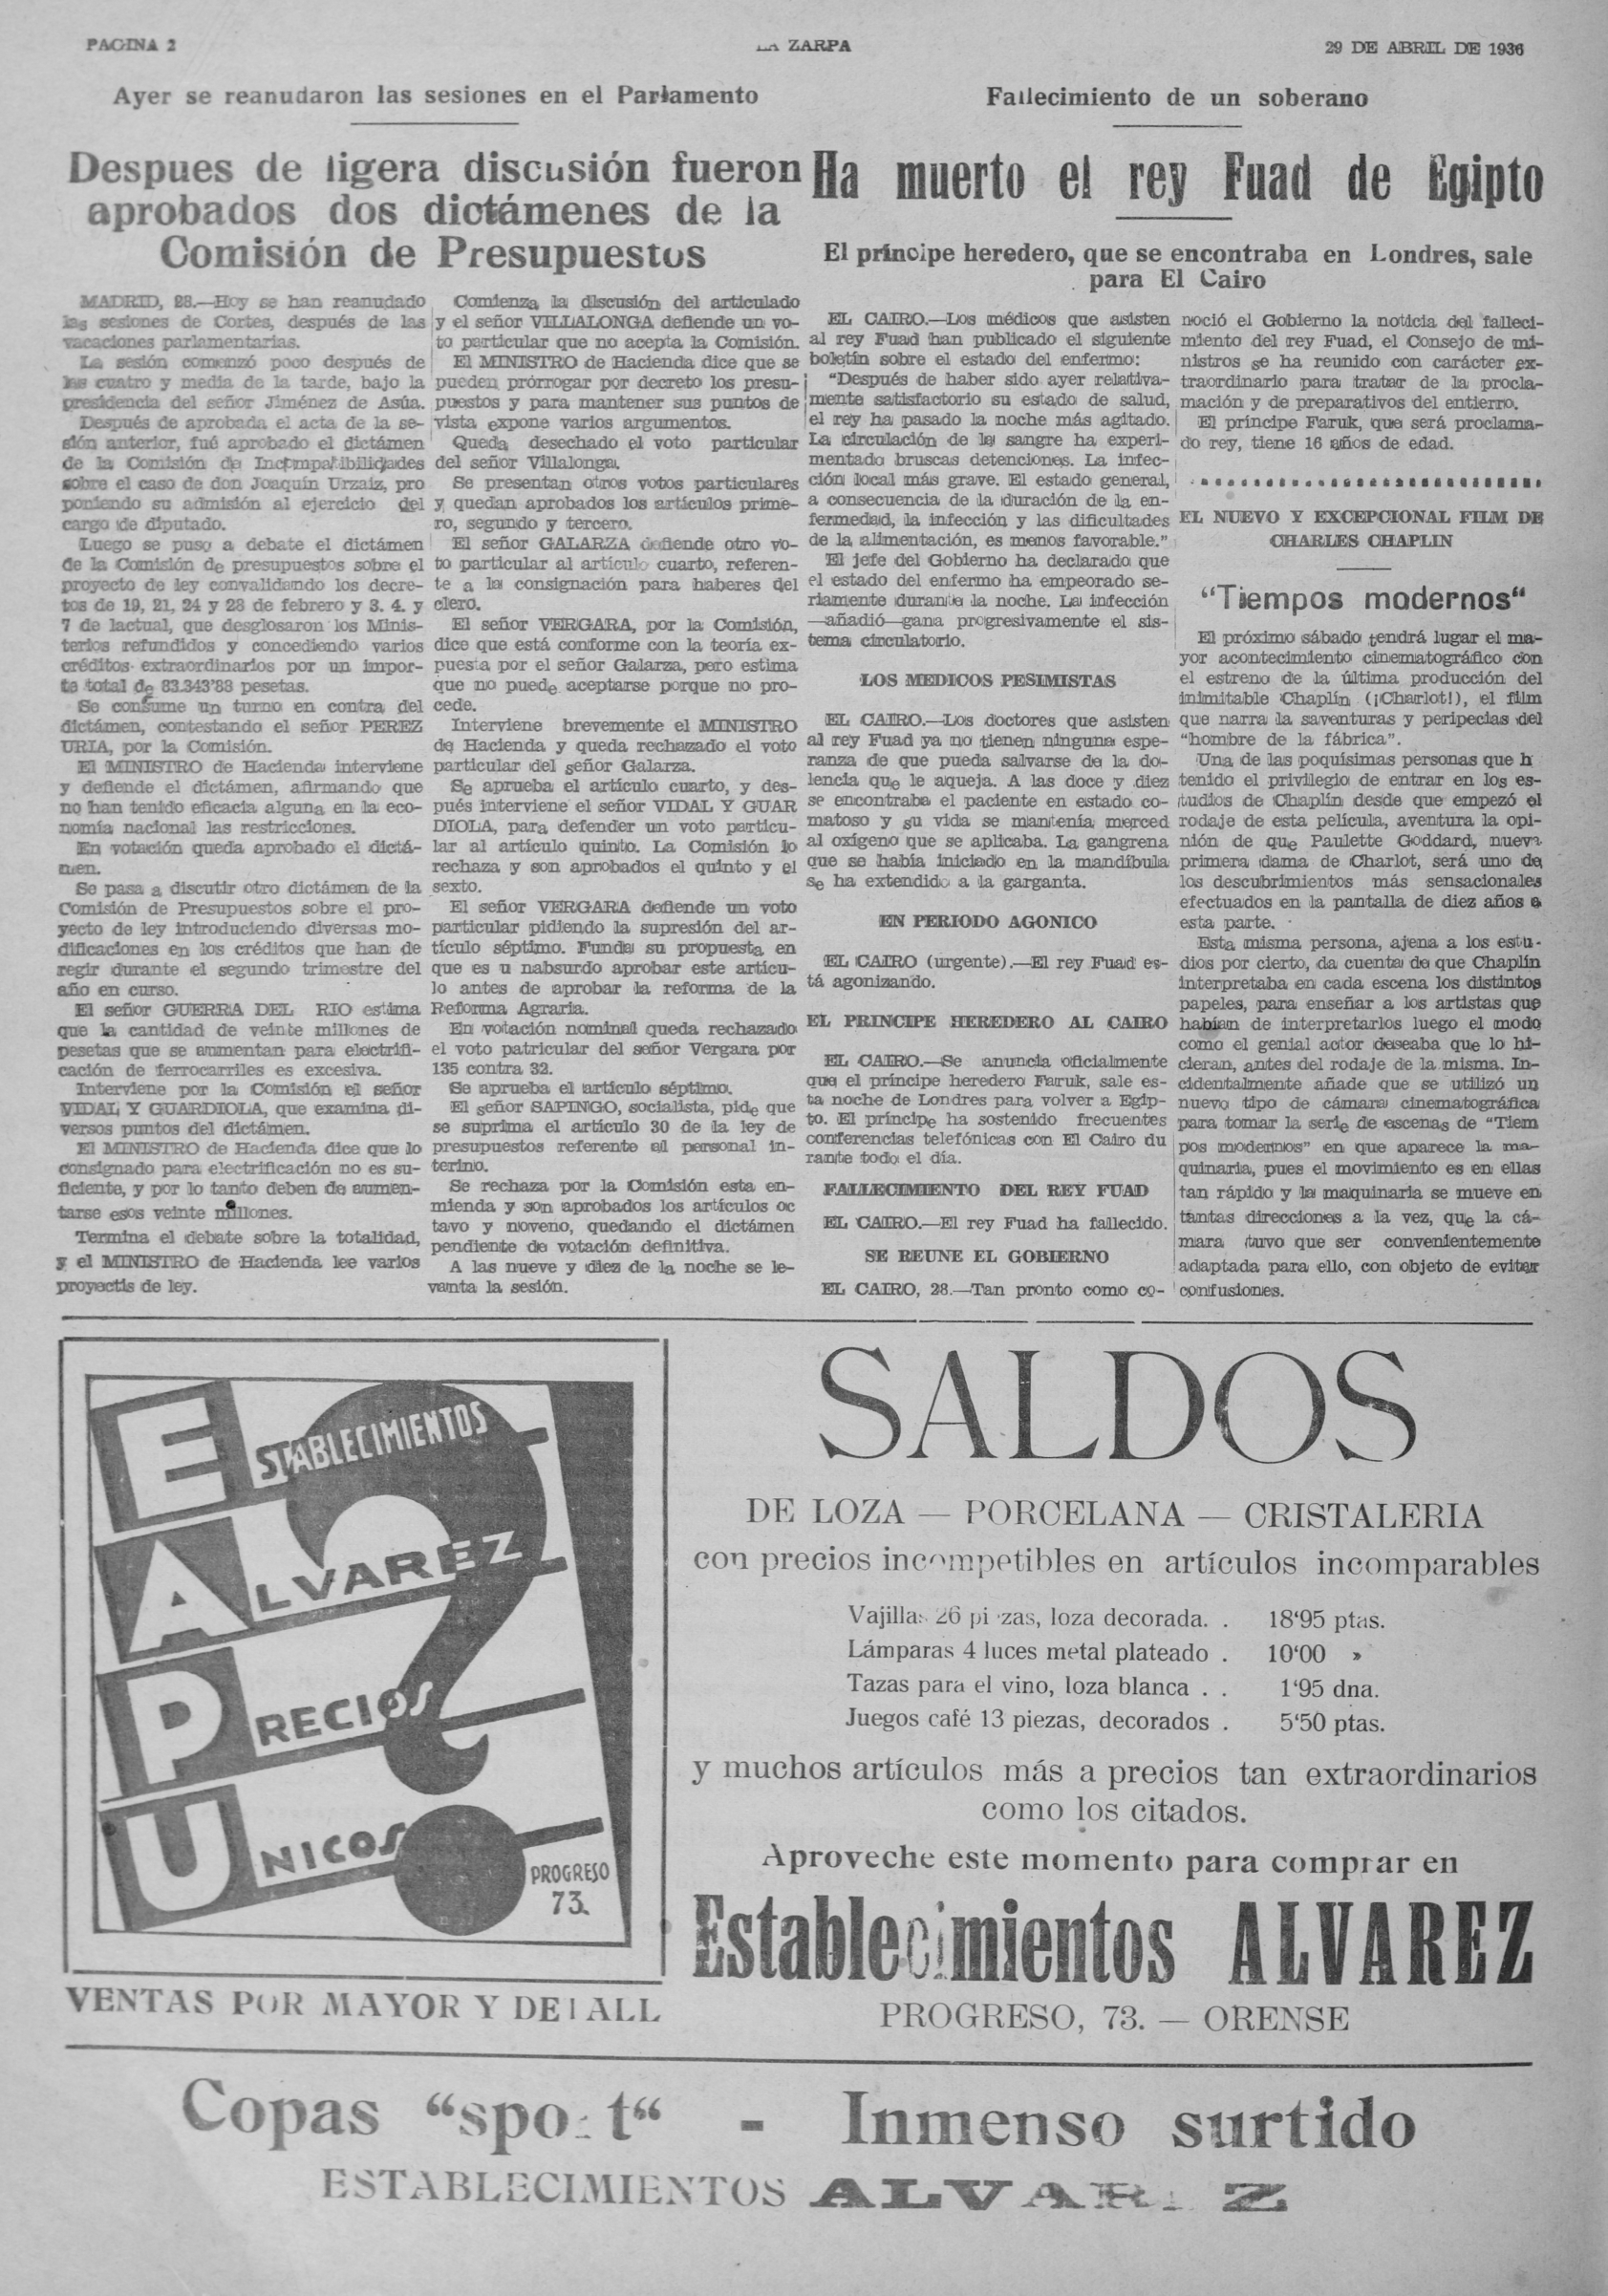 PAGINA 2
LA ZARPA
29 DE ABRIL DE 1936
Ayer se reanudaron las sesiones en el Parlamento
Despues de ligera discusión fueron
aprobados dos dictámenes de la
Comisión de Presupuestos
MADRID, 28.—Hoy se han reanudado
las sesiones de Cortes, después de las
vacaciones parlamentarias.
La sesión comenzó poco después de
las cuatro y media de la tarde, bajo la
presidencia del señor Jiménez de Asúa.
Después de aprobada el acta de la se-
sión anterior, fué aprobado el dictámen
de la Comisión de Incompatibilidades
sobre el caso de don Joaquín Urzaiz, pro
poniendo su admisión al ejercicio del
cargo de diputado.
Luego se puso a debate el dictámen
de la Comisión de presupuestos sobre el
proyecto de ley convalidando los decre-
tos de 19, 21, 24 y 28 de febrero y 3. 4. y
7 de lactual, que desglosaron los Minis-
terios refundidos y concediendo varios
créditos extraordinarios por un impor-
te total de 83.343'88 pesetas.
Se consume un turno en contra del
dictámen, contestando el señor PEREZ
URIA, por la Comisión.
El MINISTRO de Hacienda interviene
y defiende el dictámen, afirmando que
no han tenido eficacia alguna en la eco-
nomía nacional las restricciones.
En votación queda aprobado el dictá-
men.
Se pasa a discutir otro dictámen de la
Comisión de Presupuestos sobre el pro-
yecto de ley introduciendo diversas mo-
dificaciones en los créditos que han de
regir durante el segundo trimestre del
año en curso.
El señor GUERRA DEL RIO estima
que la cantidad de veinte millones de
pesetas que se aumentan para electrifi-
cación de ferrocarriles es excesiva.
Interviene por la Comisión el señor
VIDAL Y GUARDIOLA, que examina di-
versos puntos del dictámen.
El MINISTRO de Hacienda dice que lo
consignado para electrificación no es su-
ficiente, y por lo tanto deben de aumen-
tarse esos veinte millones.
Termina el debate sobre la totalidad,
y el MINISTRO de Hacienda lee varios
proyectis de ley.
Comienza la discusión del articulado
y el señor VILLALONGA defiende un vo-
to particular que no acepta la Comisión.
El MINISTRO de Hacienda dice que se
pueden prórrogar por decreto los presu-
puestos y para mantener sus puntos de
vista expone varios argumentos.
Queda desechado el voto particular
del señor Villalonga.
Se presentan otros votos particulares
y quedan aprobados los artículos prime-
ro, segundo y tercero.
El señor GALARZA defiende otro vo-
to particular al artículo cuarto, referen-
te a la consignación para haberes del
clero.
El señor VERGARA, por la Comisión,
dice que está conforme con la teoría ex-
puesta por el señor Galarza, pero estima
que no puede aceptarse porque no pro-
cede.
Interviene brevemente el MINISTRO
de Hacienda y queda rechazado el voto
particular del señor Galarza.
Se aprueba el artículo cuarto, y des-
pués interviene el señor VIDAL Y GUAR
DIOLA, para defender un voto particu-
lar al artículo quinto. La Comisión lo
rechaza y son aprobados el quinto y el
sexto.
El señor VERGARA defiende un voto
particular pidiendo la supresión del ar-
tículo séptimo. Funda su propuesta en
que es u nabsurdo aprobar este artícu-
lo antes de aprobar la reforma de la
Reforma Agraria.
En votación nominal queda rechazado
el voto patricular del señor Vergara por
135 contra 32.
Se aprueba el artículo séptimo.
El señor SAPINGO, socialista, pide que
se suprima el artículo 30 de la ley de
presupuestos referente al personal in-
terino.
Se rechaza por la Comisión esta en-
mienda y son aprobados los artículos oc
tavo y noveno, quedando el dictámen
pendiente de votación definitiva.
A las nueve y diez de la noche se le-
vanta la sesión.
Fallecimiento de un soberano
Ha muerto el rey Fuad de Egipto
El príncipe heredero, que se encontraba en Londres, sale
para El Cairo
EL CAIRO.—Los médicos que asisten
al rey Fuad han publicado el siguiente
boletín sobre el estado del enfermo:
“Después de haber sido ayer relativa-
mente satisfactorio su estado de salud,
el rey ha pasado la noche más agitado.
La circulación de la sangre ha experi-
mentado bruscas detenciones. La infec-
ción local más grave. El estado general,
a consecuencia de la duración de la en-
fermedad, la infección y las dificultades
de la alimentación, es menos favorable.”
El jefe del Gobierno ha declarado que
el estado del enfermo ha empeorado se-
riamente durante la noche. La infección
—añadió—gana progresivamente el sis-
tema circulatorio.
LOS MEDICOS PESIMISTAS
EL CAIRO.—Los doctores que asisten
al rey Fuad ya no tienen ninguna espe-
ranza de que pueda salvarse de la do-
lencia que le aqueja. A las doce y diez
se encontraba el paciente en estado co-
matoso y su vida se mantenía merced
al oxígeno que se aplicaba. La gangrena
que se había iniciado en la mandíbula
se ha extendido a la garganta.
EN PERIODO AGONICO
EL CAIRO (urgente).—El rey Fuad es-
tá agonizando.
EL PRINCIPE HEREDERO AL CAIRO
EL CAIRO.—Se anuncia oficialmente
que el príncipe heredero Faruk, sale es-
ta noche de Londres para volver a Egip-
to. El príncipe ha sostenido frecuentes
conferencias telefónicas con El Cairo du
rante todo el día.
FALLECIMIENTO DEL REY FUAD
EL CAIRO.—El rey Fuad ha fallecido.
SE REUNE EL GOBIERNO
EL CAIRO, 28.—Tan pronto como co-
noció el Gobierno la noticia del falleci-
miento del rey Fuad, el Consejo de mi-
nistros se ha reunido con carácter ex-
traordinario para tratar de la procla-
mación y de preparativos del entierro.
El príncipe Faruk, que será proclama-
do rey, tiene 16 años de edad.
EL NUEVO Y EXCEPCIONAL FILM DE
CHARLES CHAPLIN
“Tiempos modernos“
El próximo sábado tendrá lugar el ma-
yor acontecimiento cinematográfico con
el estreno de la última producción del
inimitable Chaplín (¡Charlot!), el film
que narra la saventuras y peripecias del
“hombre de la fábrica”.
Una de las poquísimas personas que h
tenido el privilegio de entrar en los es-
tudios de Chaplín desde que empezó el
rodaje de esta película, aventura la opi-
nión de que Paulette Goddard, nueva
primera dama de Charlot, será uno de
los descubrimientos más sensacionales
efectuados en la pantalla de diez años a
esta parte.
Esta misma persona, ajena a los estu-
dios por cierto, da cuenta de que Chaplín
interpretaba en cada escena los distintos
papeles, para enseñar a los artistas que
habían de interpretarlos luego el modo
como el genial actor deseaba que lo hi-
cieran, antes del rodaje de la misma. In-
cidentalmente añade que se utilizó un
nuevo tipo de cámara cinematográfica
para tomar la serie de escenas de “Tiem
pos modernos” en que aparece la ma-
quinaria, pues el movimiento es en ellas
tan rápido y la maquinaria se mueve en
tantas direcciones a la vez, que la cá-
mara tuvo que ser convenientemente
adaptada para ello, con objeto de evitar
confusiones.
ESTABLECIMIENTOS
ALVAREZ
PRECIOS
UNICOS
PROGRESO
73.
VENTAS POR MAYOR Y DETALL
SALDOS
DE LOZA — PORCELANA — CRISTALERIA
con precios incompetibles en artículos incomparables
Vajillas 26 piezas, loza decorada. . 18‘95 ptas.
Lámparas 4 luces metal plateado . 10‘00 »
Tazas para el vino, loza blanca . . 1‘95 dna.
Juegos café 13 piezas, decorados . 5‘50 ptas.
y muchos artículos más a precios tan extraordinarios
como los citados.
Aproveche este momento para comprar en
Establecimientos ALVAREZ
PROGRESO, 73. — ORENSE
Copas “sport“ - Inmenso surtido
ESTABLECIMIENTOS ALVAREZ